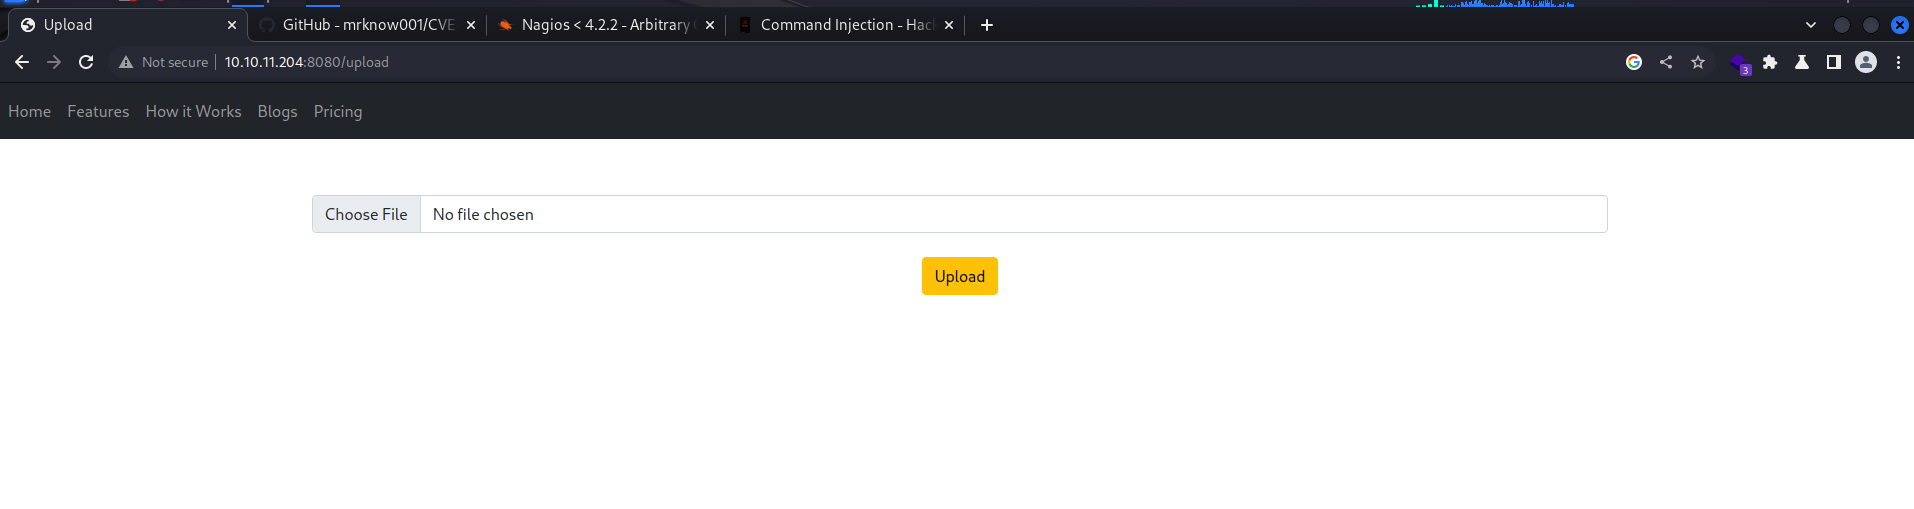 Upload GitHub - mrknow001/CVE Nagios < 4.2.2 - Arbitrary Command Injection - Hac
Not secure 10.10.11.204:8080/upload 3
Home Features How it Works Blogs Pricing
Choose File No file chosen
Upload